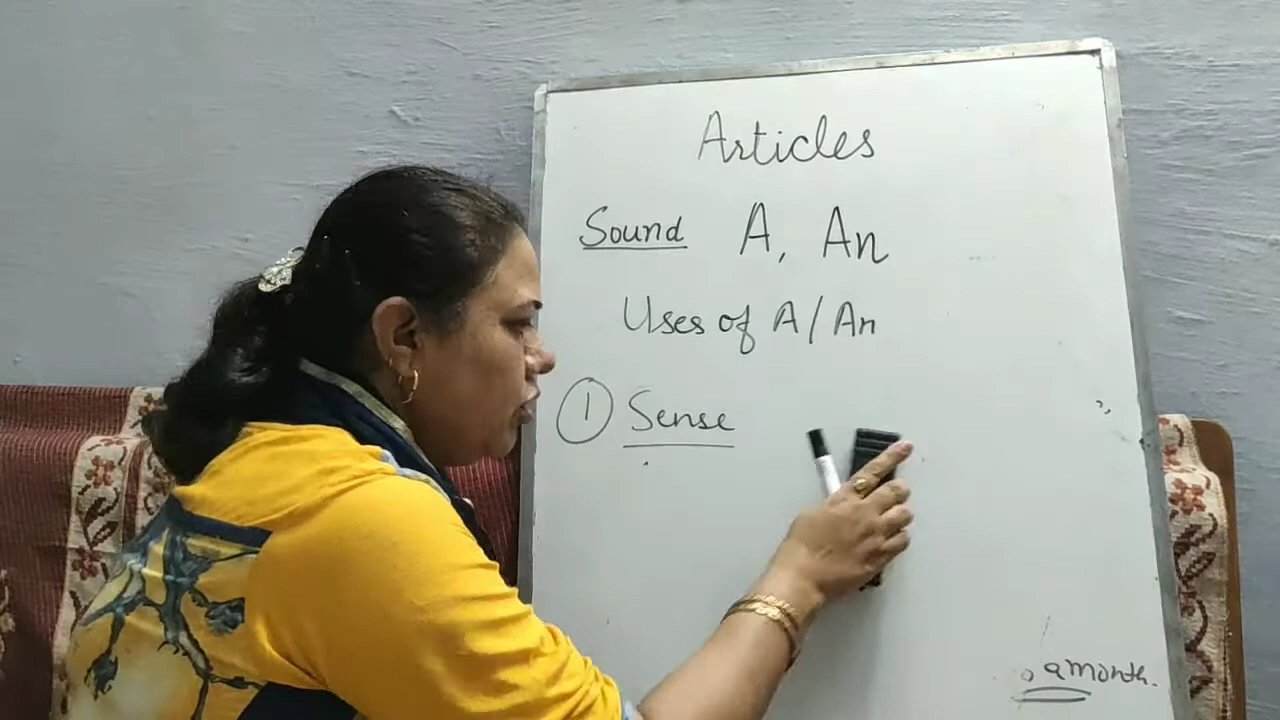 Articles
Sound A, An
Uses of A/An
1 Sense
a month.